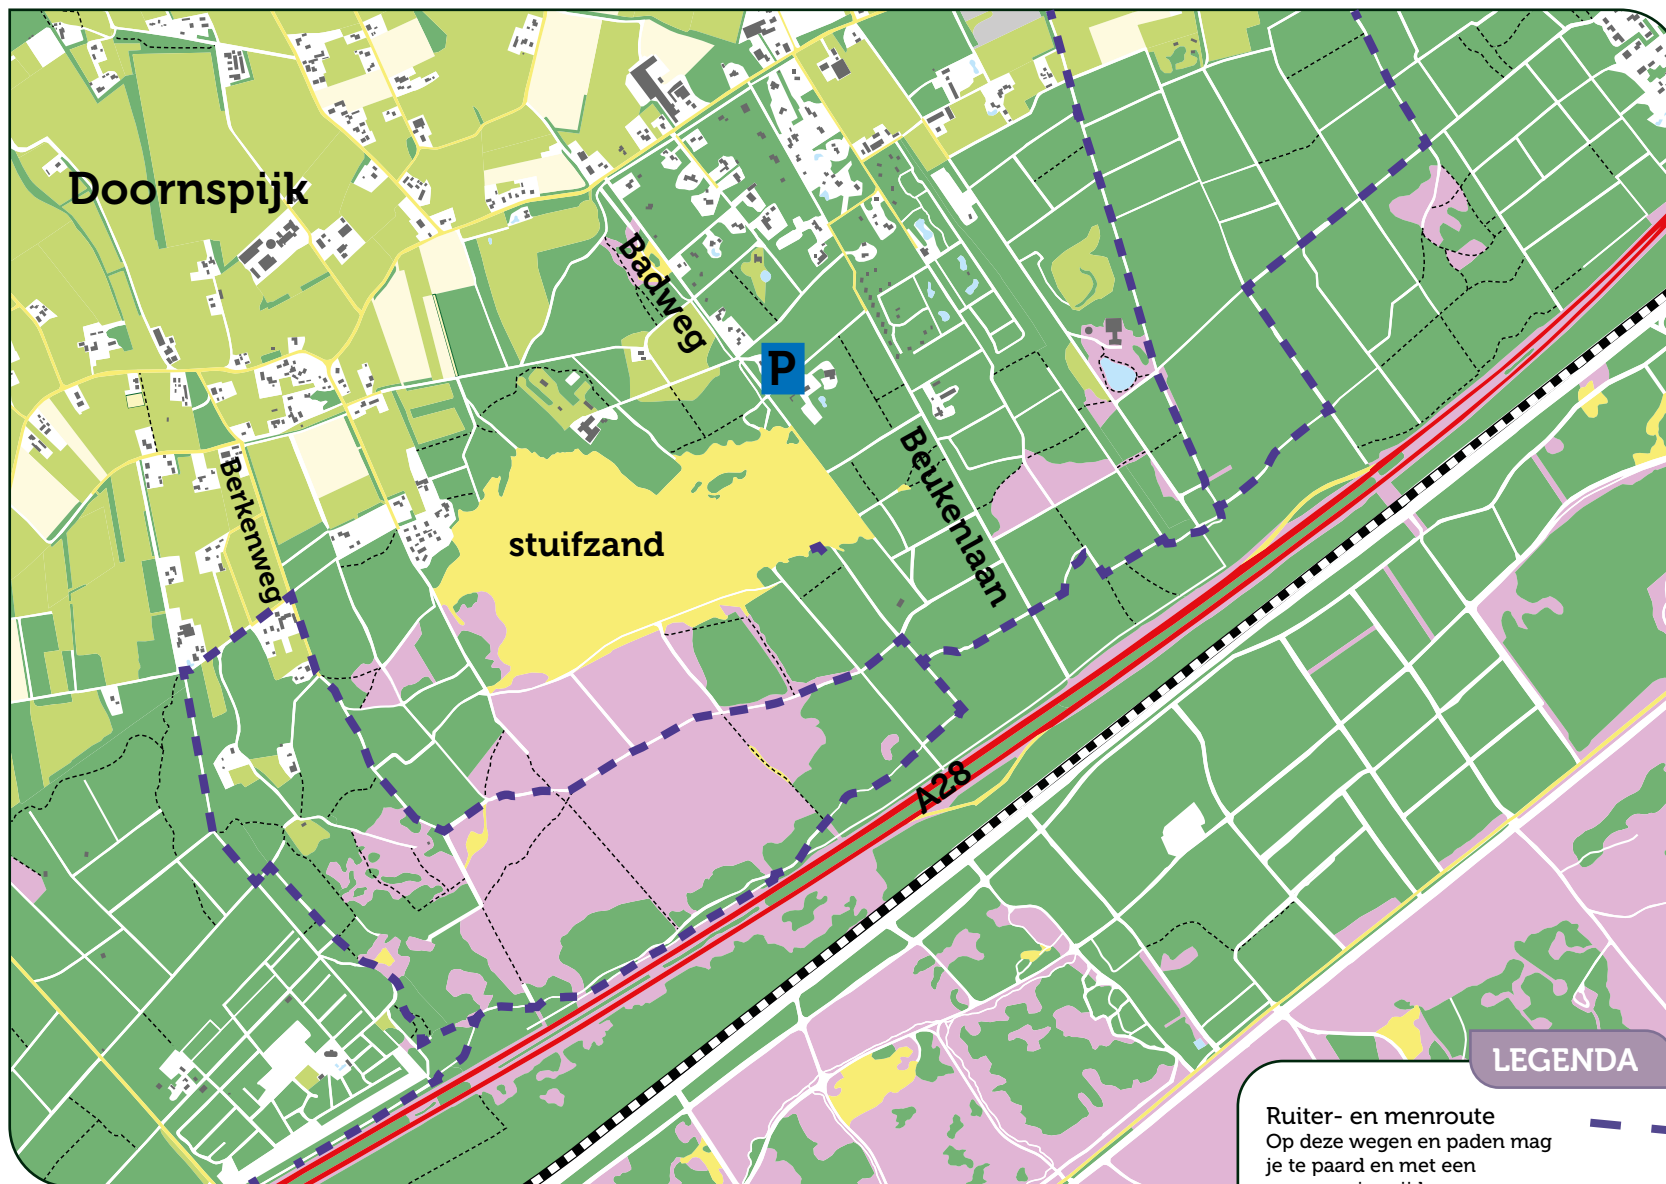 Doornspijk
Badweg
P
Beukenlaan
Berkenweg
stuifzand
A28
LEGENDA
Ruiter- en menroute
Op deze wegen en paden mag
je te paard en met een